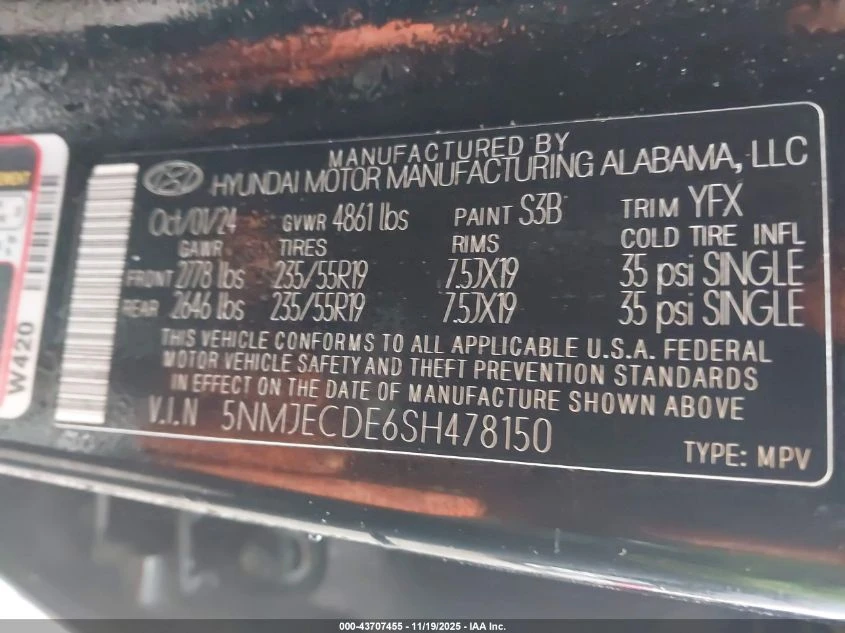 MANUFACTURED BY
HYUNDAI MOTOR MANUFACTURING ALABAMA, LLC
Oct/01/24 GVWR 4861 lbs PAINT S3B TRIM YFX
GAWR TIRES RIMS COLD TIRE INFL
FRONT 2778 lbs 235/55R19 7.5JX19 35 psi SINGLE
REAR 2646 lbs 235/55R19 7.5JX19 35 psi SINGLE
THIS VEHICLE CONFORMS TO ALL APPLICABLE U.S.A. FEDERAL
MOTOR VEHICLE SAFETY AND THEFT PREVENTION STANDARDS
IN EFFECT ON THE DATE OF MANUFACTURE SHOWN ABOVE
V.I.N 5NMJECDE6SH478150
TYPE: MPV
W420
000-43707455 - 11/19/2025 - IAA Inc.